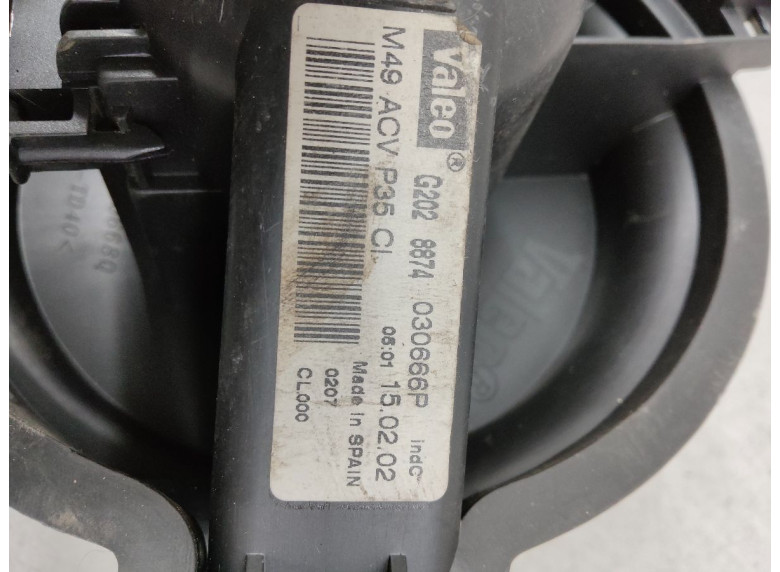 Valeo®
G202 8874 030666P indC
M49 ACV P35 CL
06:01 15.02.02
Made in SPAIN
0207
CL000
Valeo®